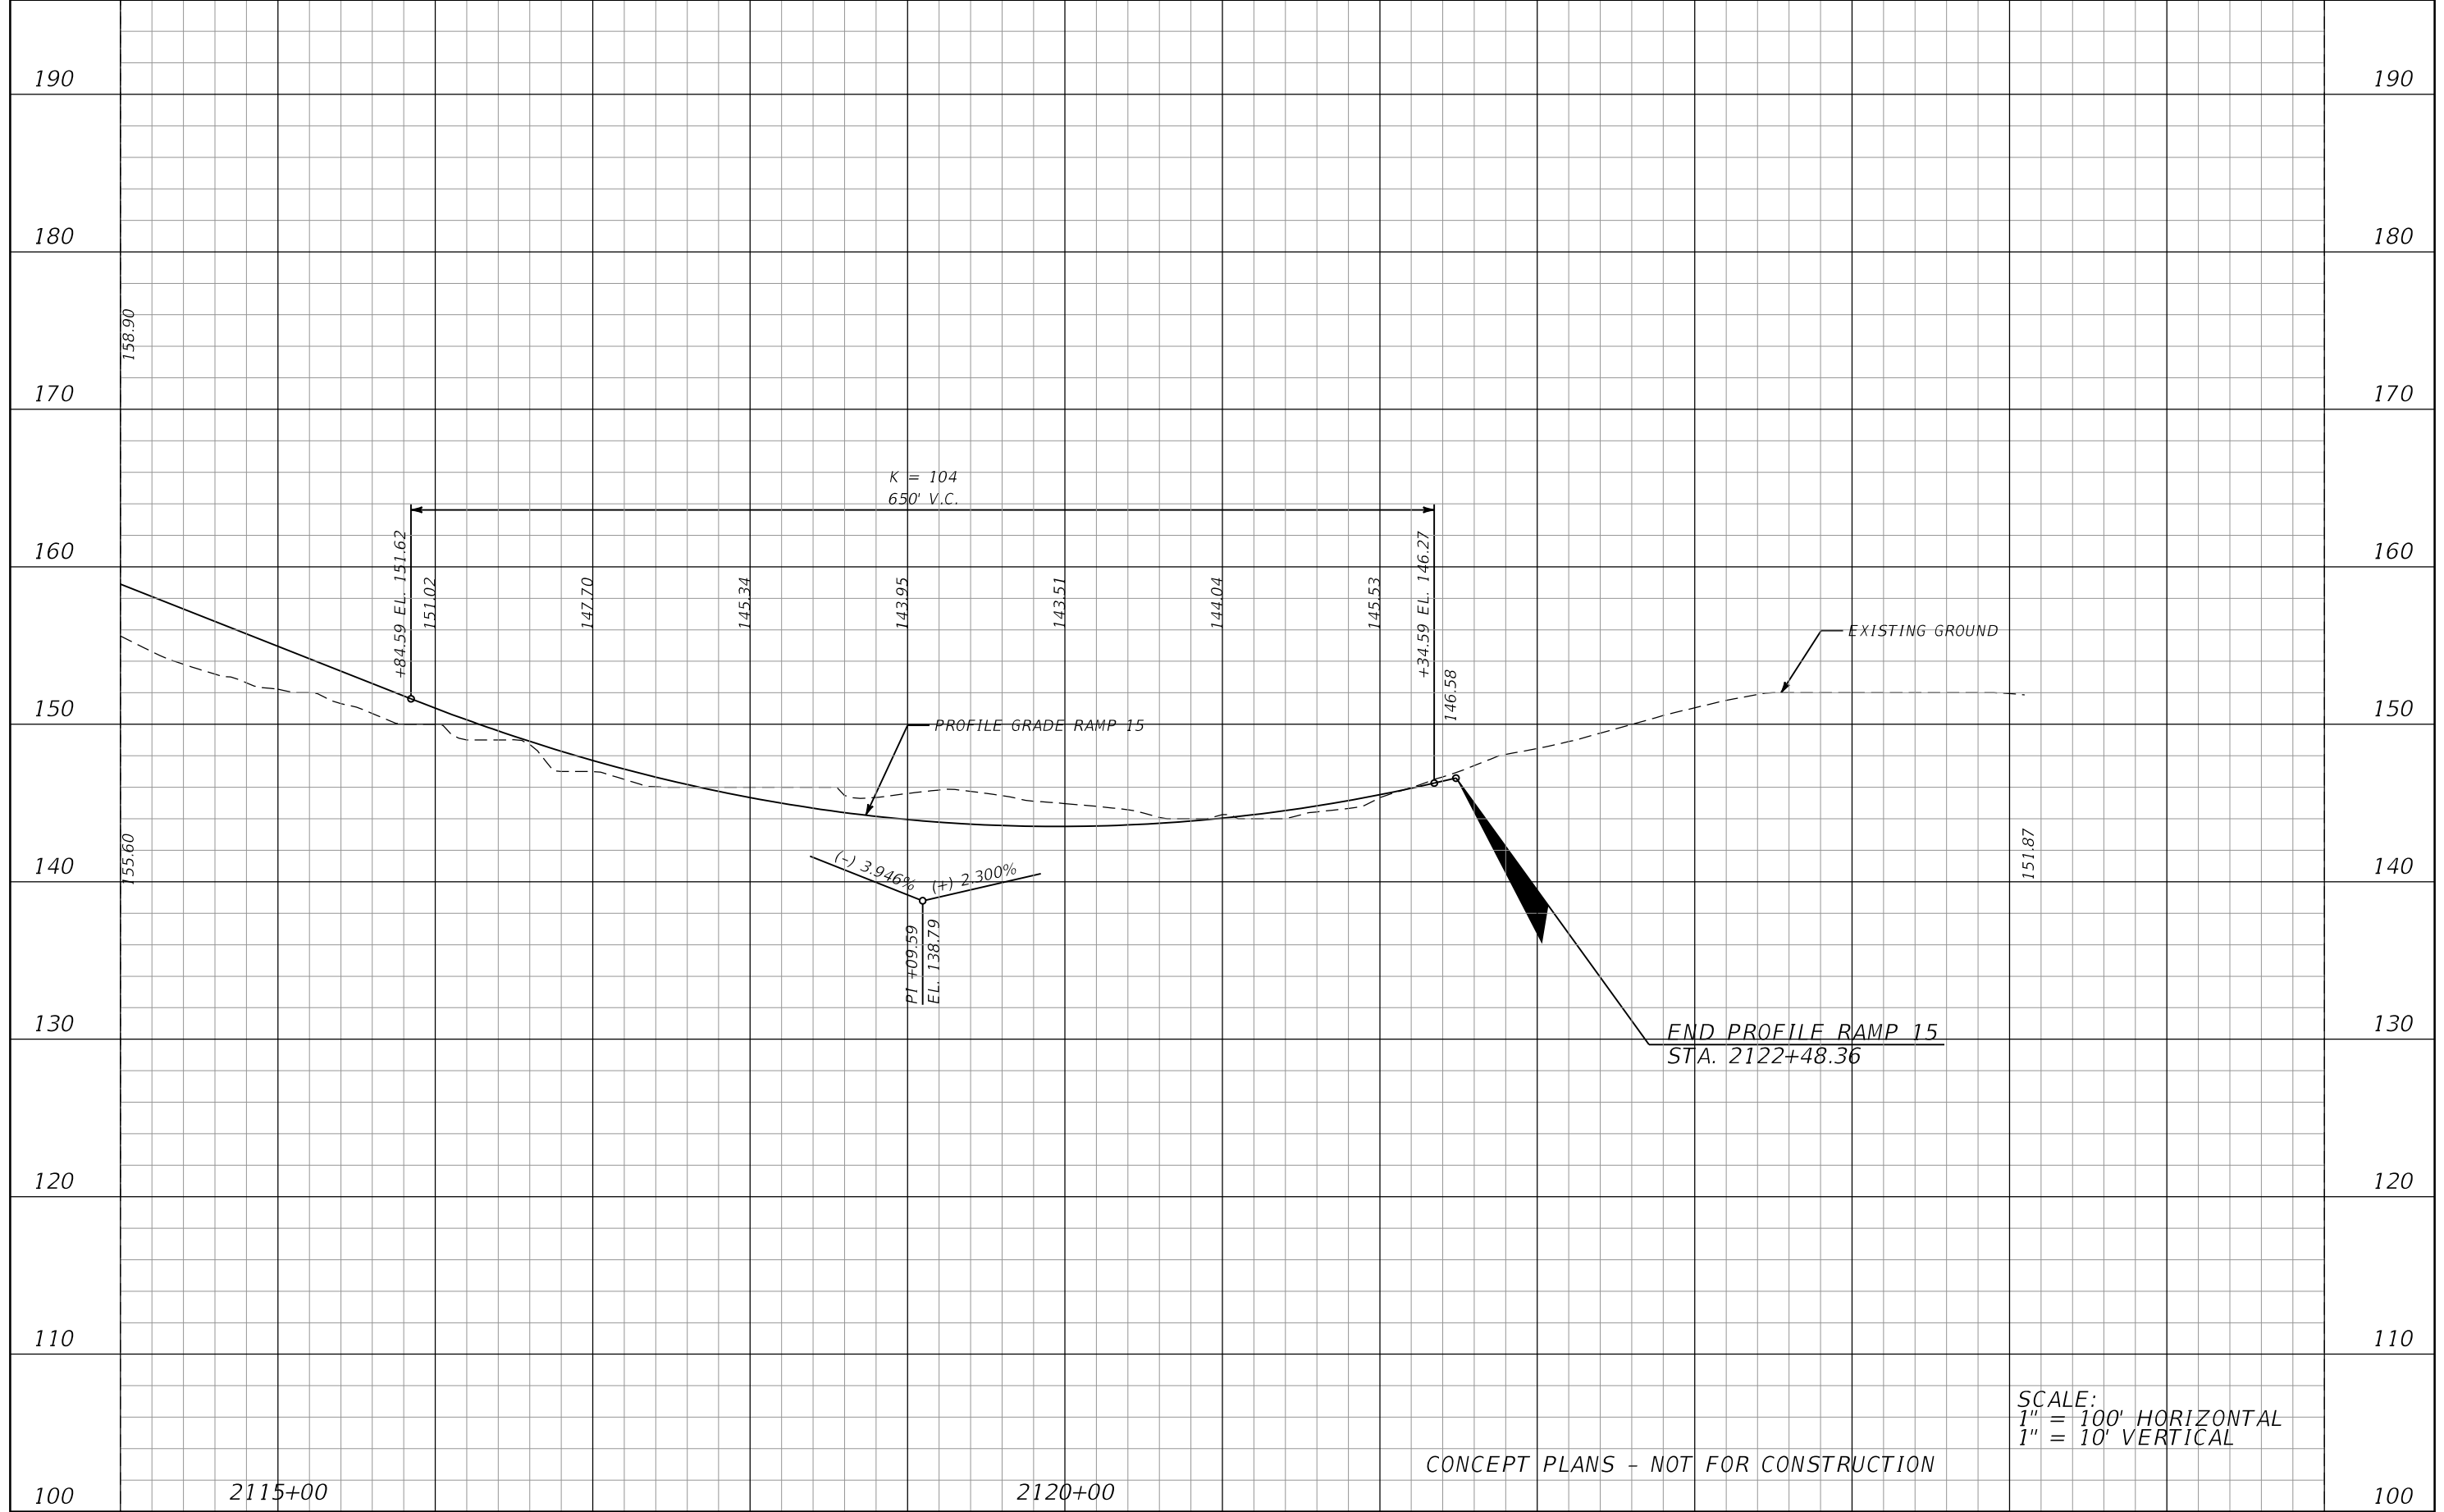 190
190
180
180
158.90
170
170
K = 104
650' V.C.
160
160
+84.59 EL. 151.62
151.02
147.70
145.34
143.95
143.51
144.04
145.53
+34.59 EL. 146.27
146.58
EXISTING GROUND
150
150
PROFILE GRADE RAMP 15
155.60
140
140
(-) 3.946%
(+) 2.300%
151.87
PI +09.59
EL. 138.79
130
130
END PROFILE RAMP 15
STA. 2122+48.36
120
120
110
110
SCALE:
1" = 100' HORIZONTAL
1" = 10' VERTICAL
CONCEPT PLANS - NOT FOR CONSTRUCTION
100
2115+00
2120+00
100